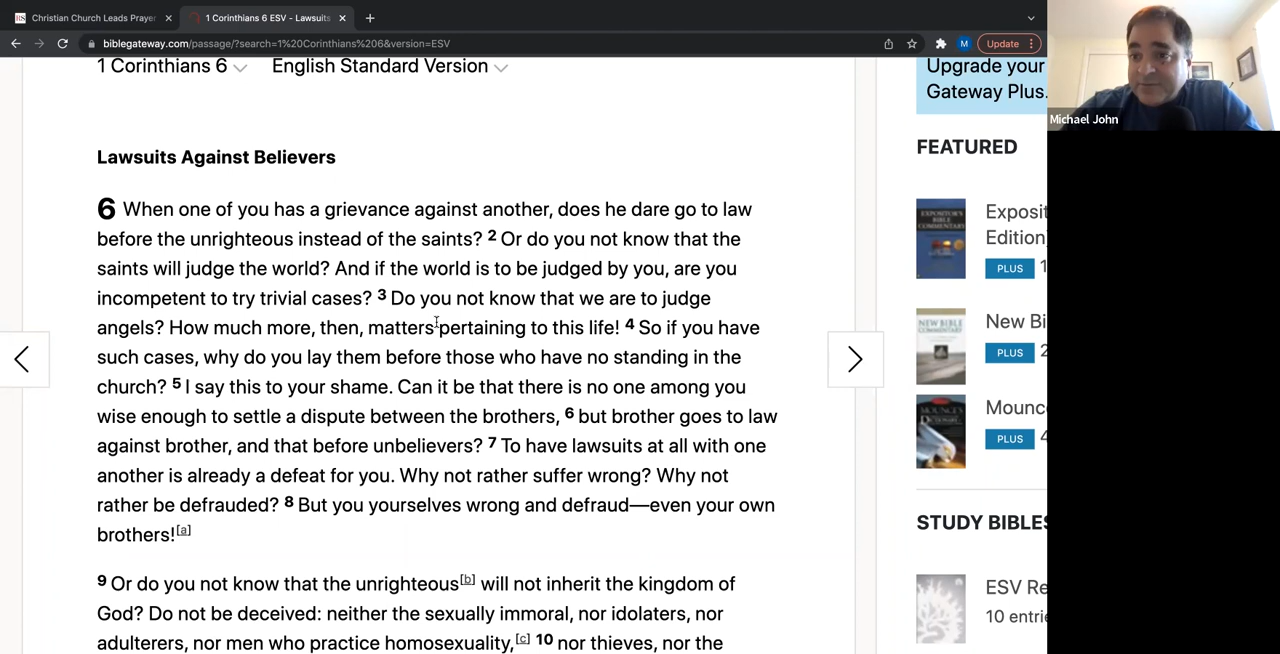 Christian Church Leads Prayer
1 Corinthians 6 ESV - Lawsuits
biblegateway.com/passage/?search=1%20Corinthians%206&version=ESV
M
Update
1 Corinthians 6
English Standard Version
Lawsuits Against Believers
6 When one of you has a grievance against another, does he dare go to law
before the unrighteous instead of the saints? 2 Or do you not know that the
saints will judge the world? And if the world is to be judged by you, are you
incompetent to try trivial cases? 3 Do you not know that we are to judge
angels? How much more, then, matters pertaining to this life! 4 So if you have
such cases, why do you lay them before those who have no standing in the
church? 5 I say this to your shame. Can it be that there is no one among you
wise enough to settle a dispute between the brothers, 6 but brother goes to law
against brother, and that before unbelievers? 7 To have lawsuits at all with one
another is already a defeat for you. Why not rather suffer wrong? Why not
rather be defrauded? 8 But you yourselves wrong and defraud—even your own
brothers![a]
9 Or do you not know that the unrighteous[b] will not inherit the kingdom of
God? Do not be deceived: neither the sexually immoral, nor idolaters, nor
adulterers, nor men who practice homosexuality,[c] 10 nor thieves, nor the
Upgrade your
Gateway Plus.
FEATURED
EXPOSITOR'S
BIBLE
COMMENTARY
Exposit
Edition)
PLUS 1
NEW BIBLE
COMMENTARY
New Bi
PLUS 2
Mounc
PLUS 4
STUDY BIBLES
ESV Re
10 entrie
Michael John